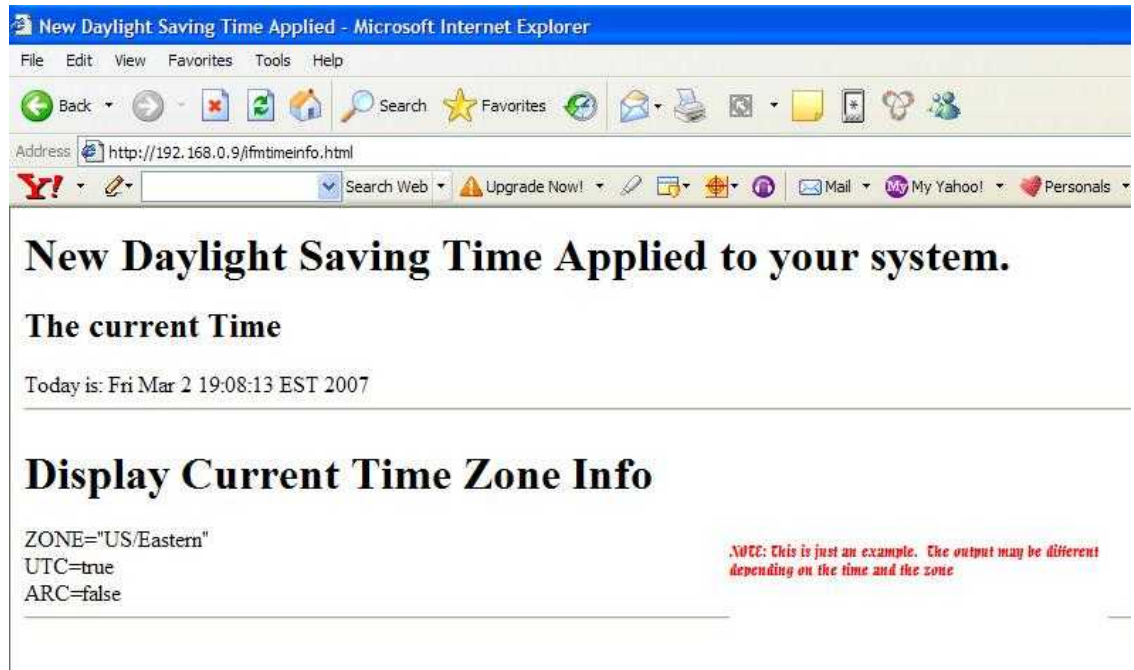 New Daylight Saving Time Applied - Microsoft Internet Explorer
File Edit View Favorites Tools Help
Back Search Favorites
Address http://192.168.0.9/ifmtimeinfo.html
Y! Search Web Upgrade Now! Mail My My Yahoo! Personals
New Daylight Saving Time Applied to your system.
The current Time
Today is: Fri Mar 2 19:08:13 EST 2007
Display Current Time Zone Info
ZONE="US/Eastern"
UTC=true
ARC=false
NOTE: This is just an example. The output may be different
depending on the time and the zone